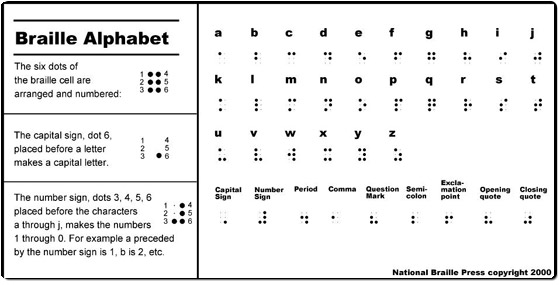 Braille Alphabet
The six dots of
the braille cell are
arranged and numbered:
1 4
2 5
3 6
The capital sign, dot 6,
placed before a letter
makes a capital letter.
1 4
2 5
3 6
The number sign, dots 3, 4, 5, 6
placed before the characters
a through j, makes the numbers
1 through 0. For example a preceded
by the number sign is 1, b is 2, etc.
1 4
2 5
3 6
a b c d e f g h i j
k l m n o p q r s t
u v w x y z
Capital Sign
Number Sign
Period
Comma
Question Mark
Semi-colon
Excla-mation point
Opening quote
Closing quote
National Braille Press copyright 2000